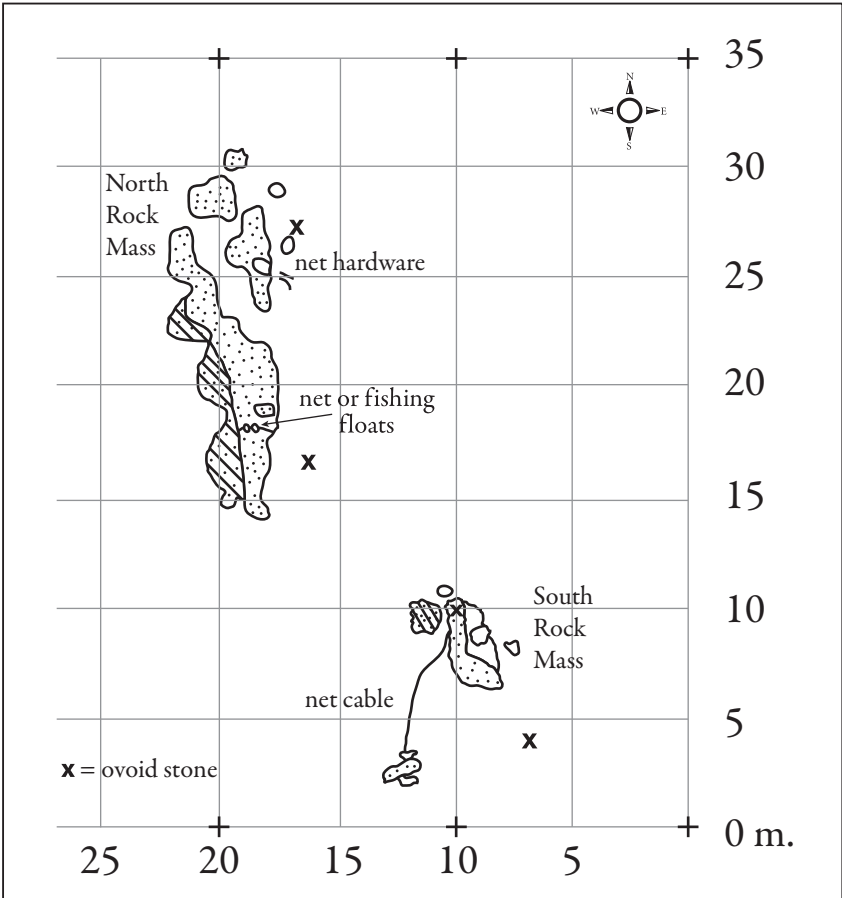 35
N
W E
S
30
North
Rock
Mass
x
net hardware
25
20
net or fishing
floats
x
15
10
x
South
Rock
Mass
net cable
5
x
x = ovoid stone
0 m.
25 20 15 10 5